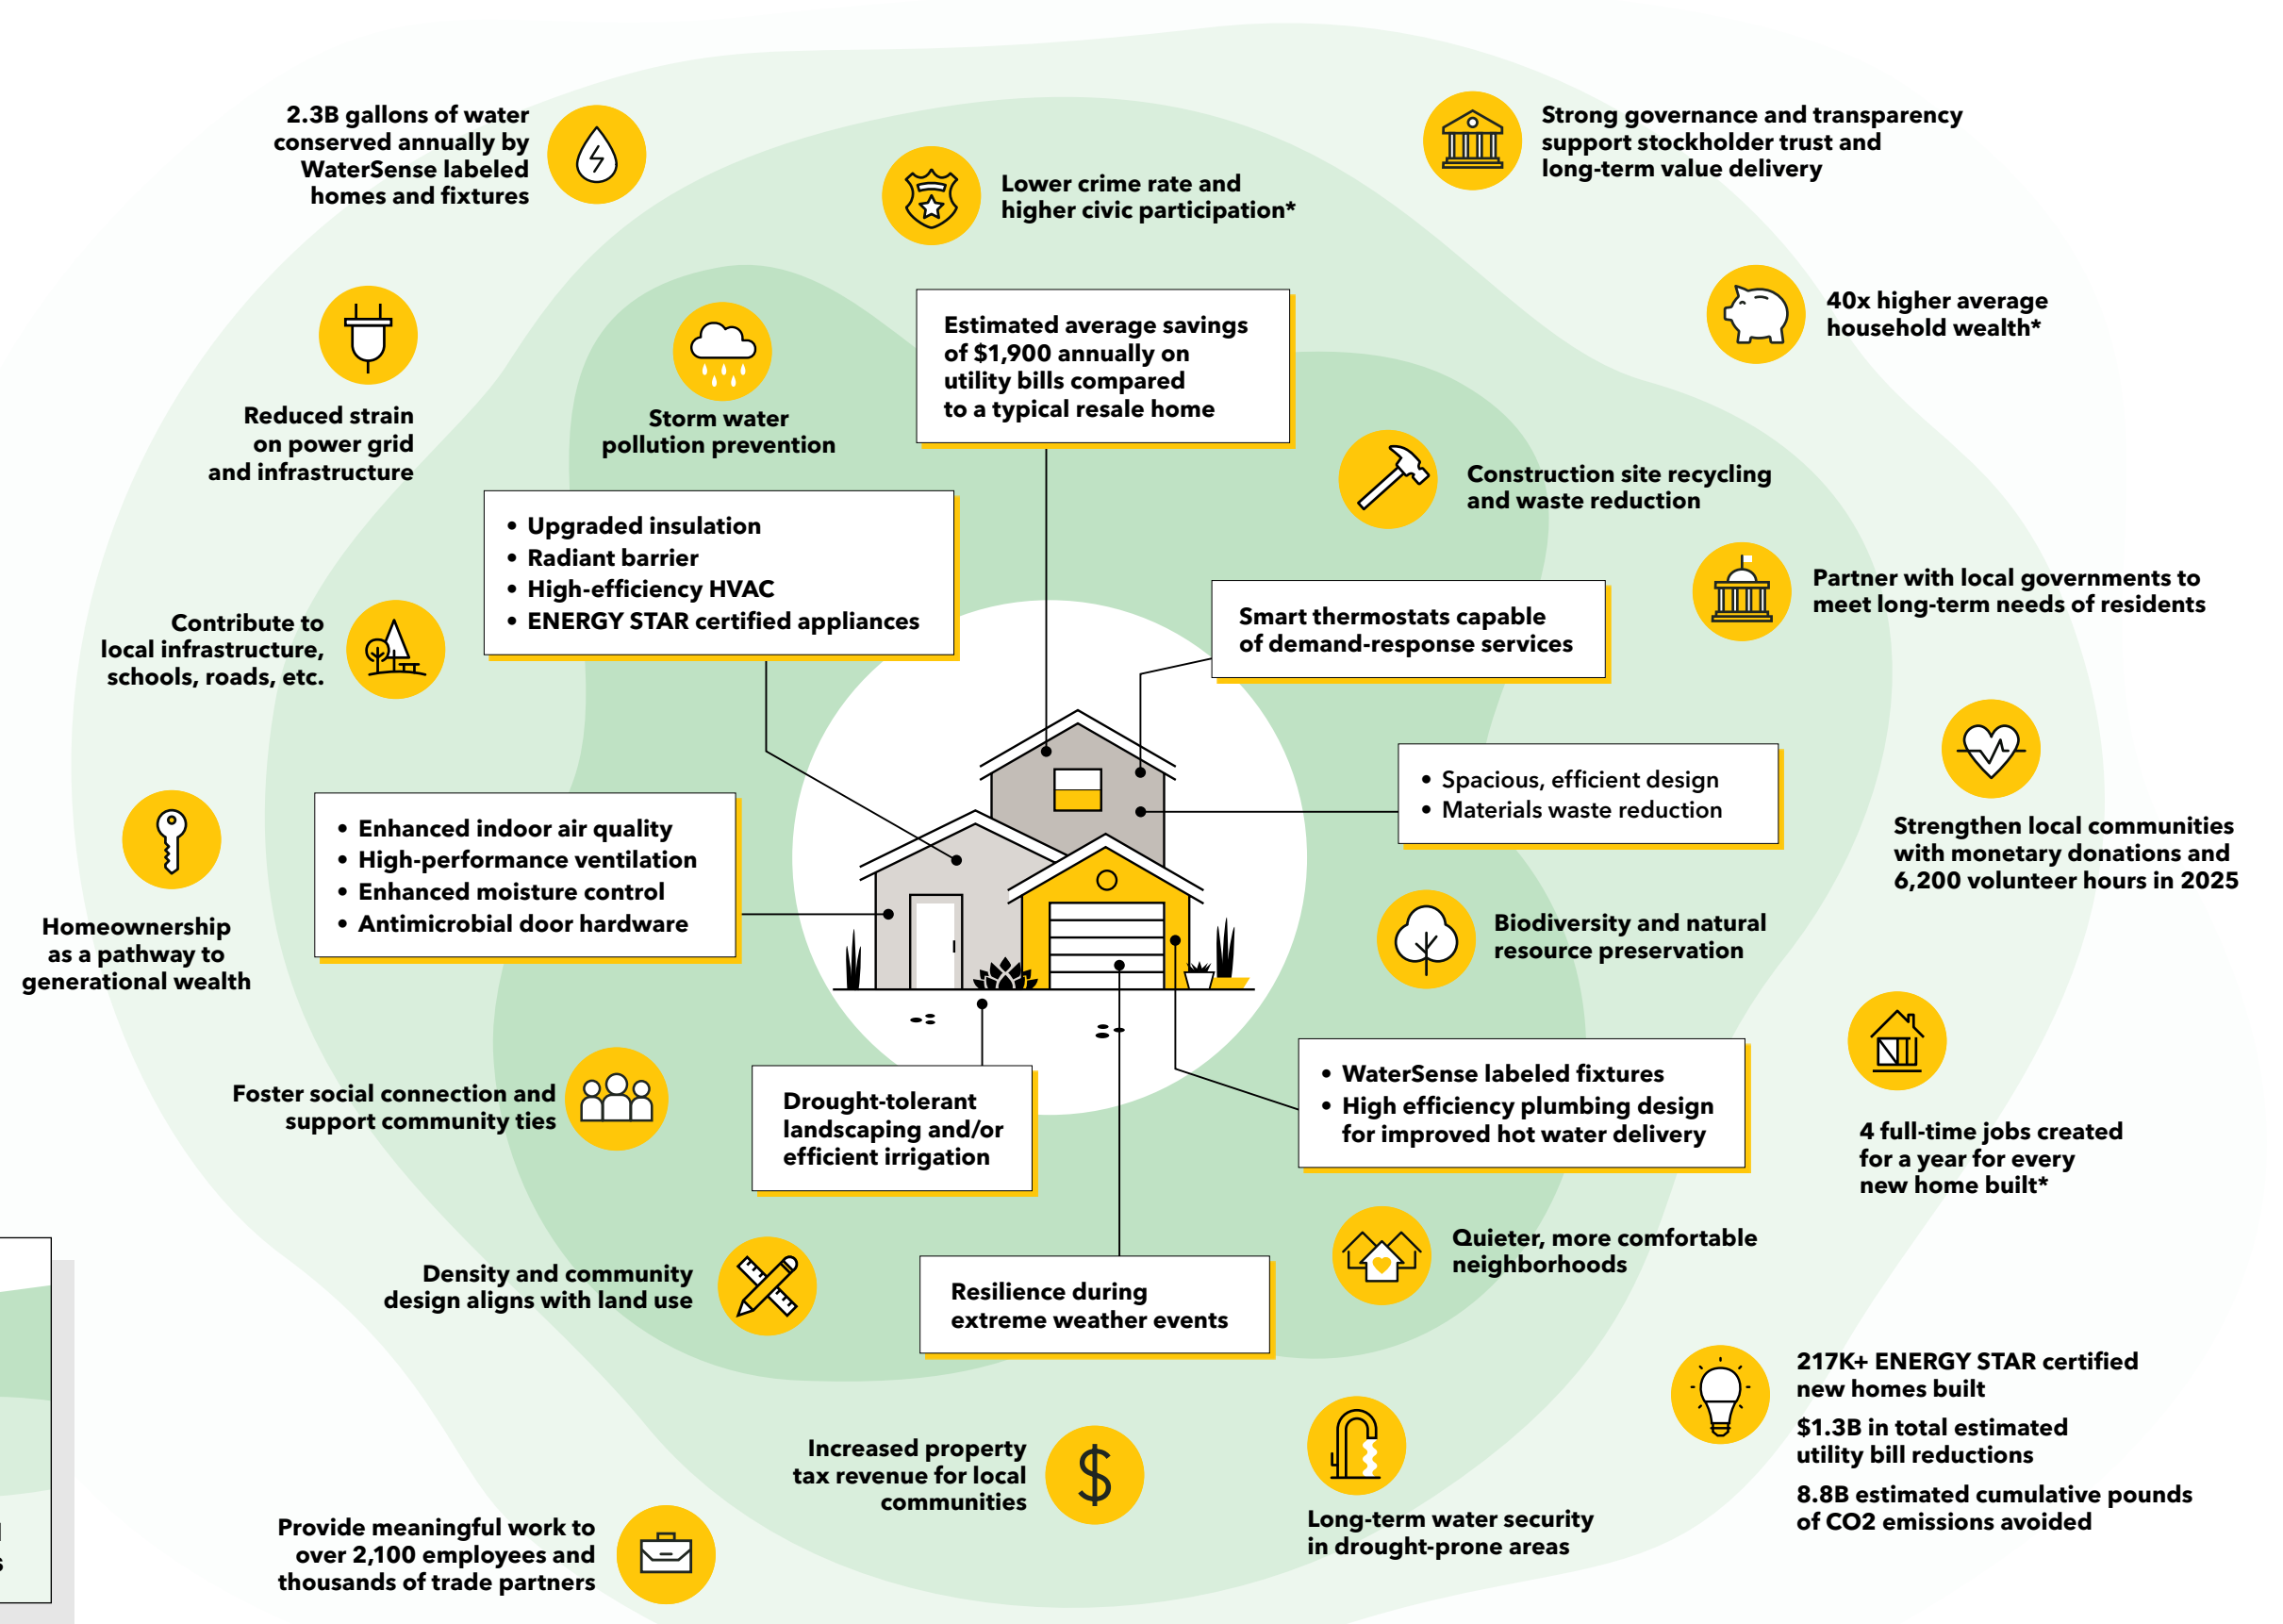 2.3B gallons of water
conserved annually by
WaterSense labeled
homes and fixtures
Lower crime rate and
higher civic participation*
Strong governance and transparency
support stockholder trust and
long-term value delivery
40x higher average
household wealth*
Reduced strain
on power grid
and infrastructure
Storm water
pollution prevention
Estimated average savings
of $1,900 annually on
utility bills compared
to a typical resale home
Construction site recycling
and waste reduction
• Upgraded insulation
• Radiant barrier
• High-efficiency HVAC
• ENERGY STAR certified appliances
Partner with local governments to
meet long-term needs of residents
Contribute to
local infrastructure,
schools, roads, etc.
Smart thermostats capable
of demand-response services
• Spacious, efficient design
• Materials waste reduction
Strengthen local communities
with monetary donations and
6,200 volunteer hours in 2025
• Enhanced indoor air quality
• High-performance ventilation
• Enhanced moisture control
• Antimicrobial door hardware
Homeownership
as a pathway to
generational wealth
Biodiversity and natural
resource preservation
Foster social connection and
support community ties
Drought-tolerant
landscaping and/or
efficient irrigation
• WaterSense labeled fixtures
• High efficiency plumbing design
for improved hot water delivery
4 full-time jobs created
for a year for every
new home built*
Density and community
design aligns with land use
Resilience during
extreme weather events
Quieter, more comfortable
neighborhoods
217K+ ENERGY STAR certified
new homes built
$1.3B in total estimated
utility bill reductions
8.8B estimated cumulative pounds
of CO2 emissions avoided
Increased property
tax revenue for local
communities
Long-term water security
in drought-prone areas
Provide meaningful work to
over 2,100 employees and
thousands of trade partners